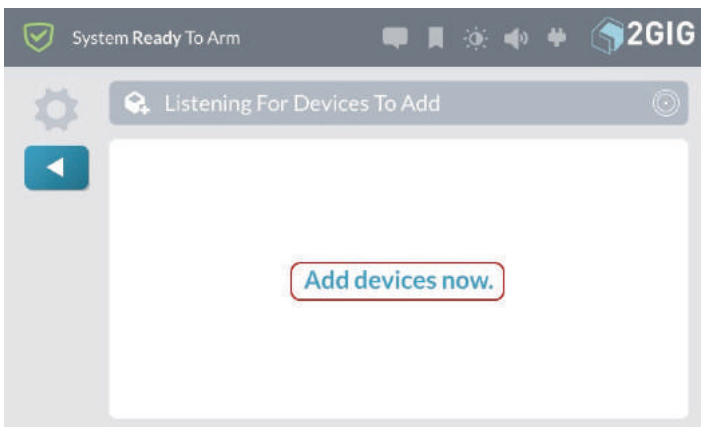 System Ready To Arm
2GIG
Listening For Devices To Add
Add devices now.